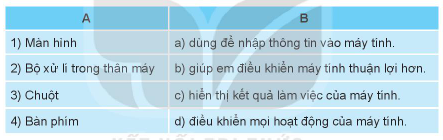 A B
1) Màn hình a) dùng để nhập thông tin vào máy tính.
2) Bộ xử lí trong thân máy b) giúp em điều khiển máy tính thuận lợi hơn.
3) Chuột c) hiển thị kết quả làm việc của máy tính.
4) Bàn phím d) điều khiển mọi hoạt động của máy tính.